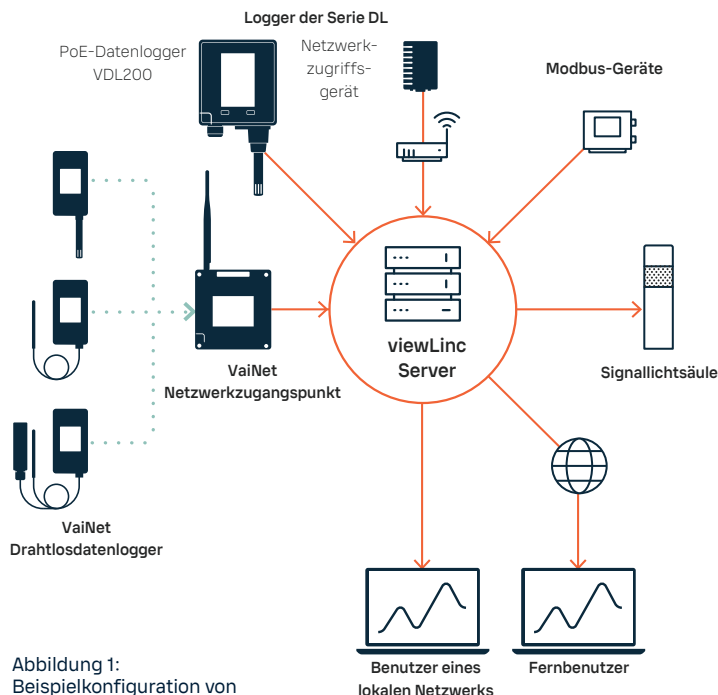 Logger der Serie DL
PoE-Datenlogger
VDL200
Netzwerk-
zugriffs-
gerät
Modbus-Geräte
viewLinc
Server
VaiNet
Netzwerkzugangspunkt
Signallichtsäule
VaiNet
Drahtlosdatenlogger
Benutzer eines
lokalen Netzwerks
Fernbenutzer
Abbildung 1:
Beispielkonfiguration von